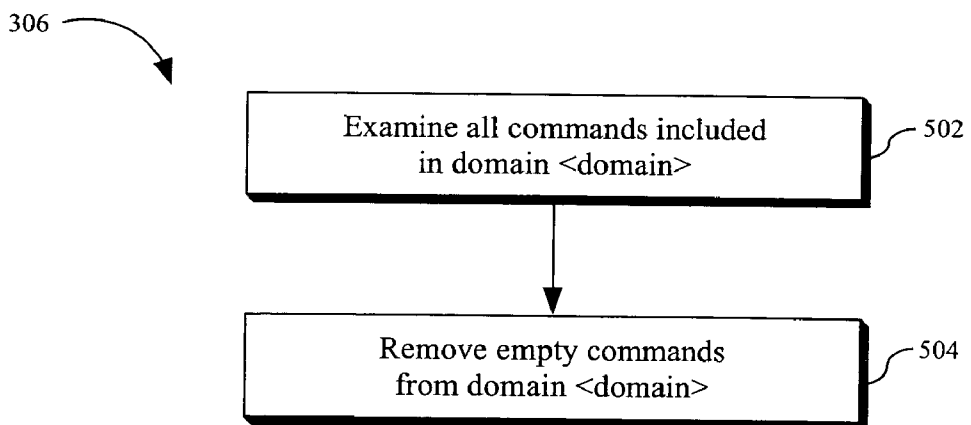 306
Examine all commands included
in domain <domain>
502
Remove empty commands
from domain <domain>
504